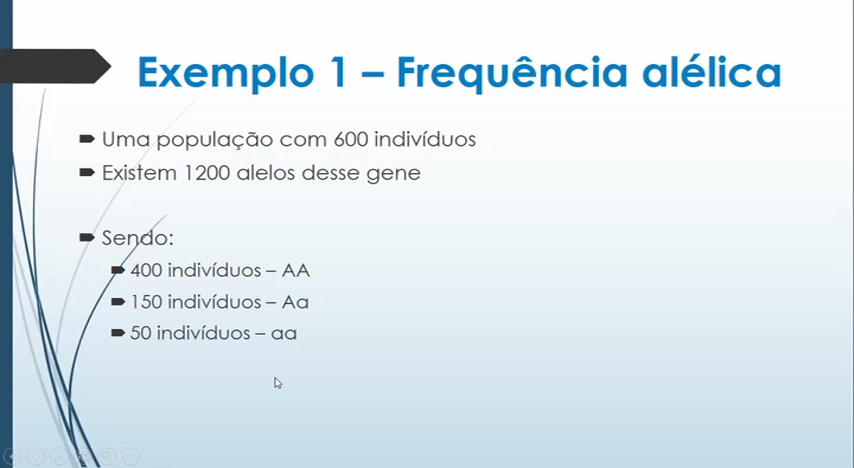 Exemplo 1 – Frequência alélica
Uma população com 600 indivíduos
Existem 1200 alelos desse gene
Sendo:
400 indivíduos – AA
150 indivíduos – Aa
50 indivíduos – aa